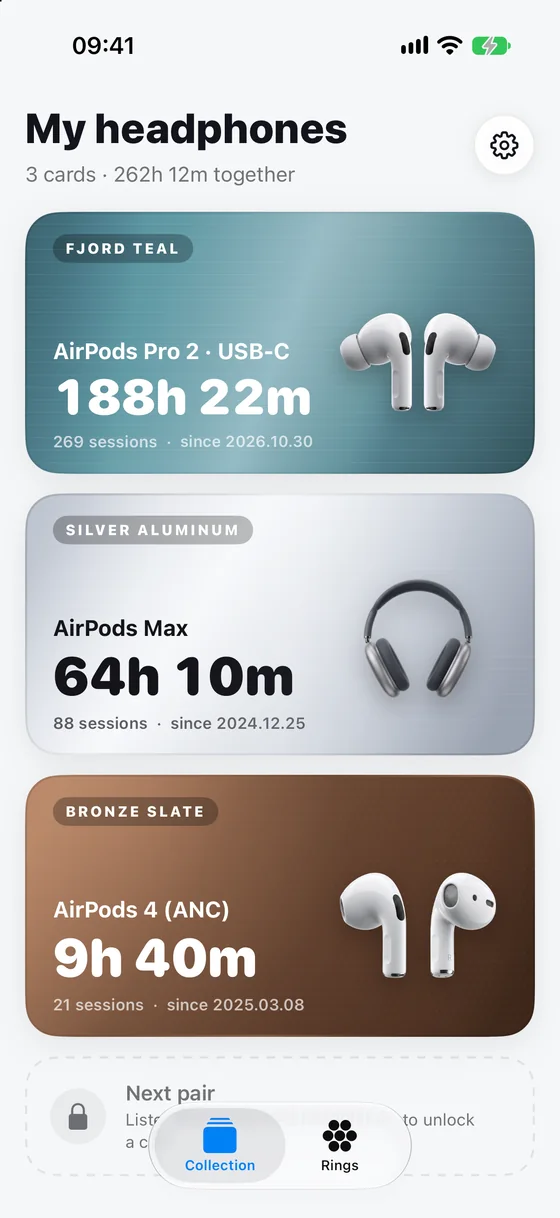 09:41
My headphones
3 cards · 262h 12m together
FJORD TEAL
AirPods Pro 2 · USB-C
188h 22m
269 sessions · since 2026.10.30
SILVER ALUMINUM
AirPods Max
64h 10m
88 sessions · since 2024.12.25
BRONZE SLATE
AirPods 4 (ANC)
9h 40m
21 sessions · since 2025.03.08
Next pair
to unlock
a
Collection
Rings